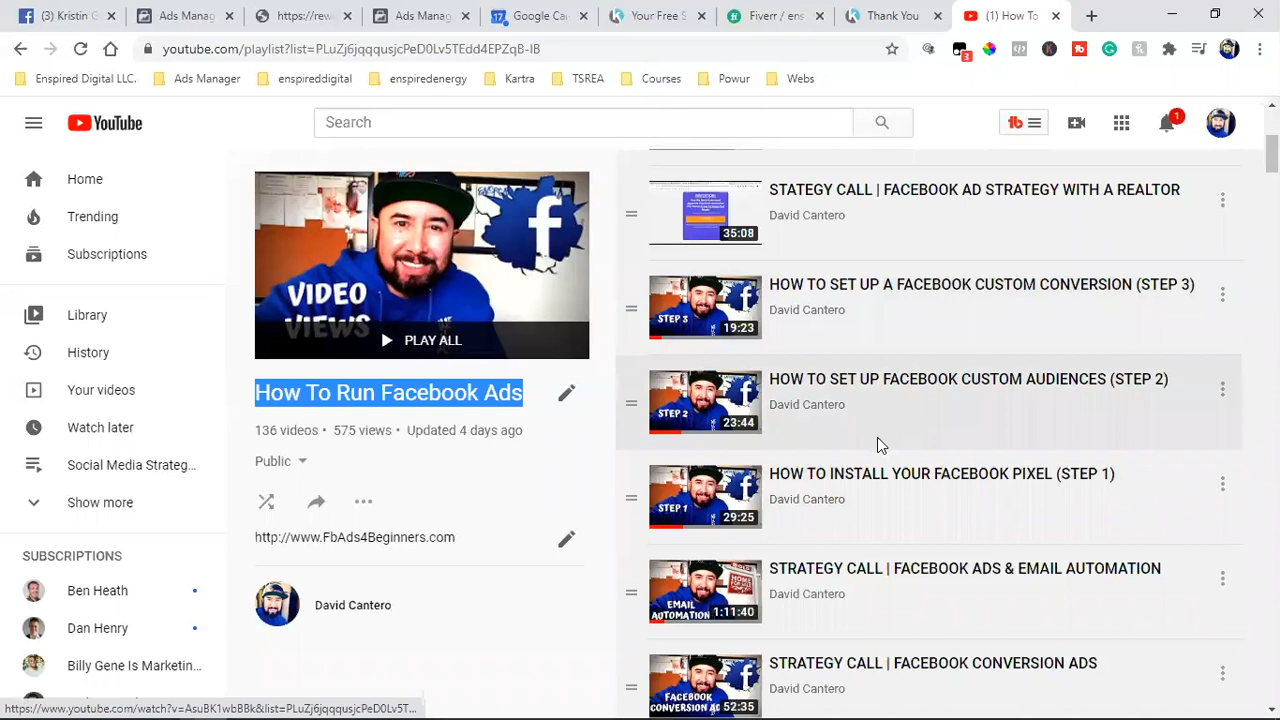 (3) Kristin G
Ads Manag
https://rew
Ads Manag
17 Google Ca
Your Free S
Fiverr / ens
Thank You
(1) How To
youtube.com/playlist?list=PLuZj6jqqqusjcPeD0Lv5TEdd4EPZqB-IB
3
Enspired Digital LLC.
Ads Manager
enspireddigital
enspiredenergy
Kartra
TSREA
Courses
Powur
Webs
YouTube
Search
tb
1
Home
Trending
Subscriptions
Library
History
Your videos
Watch later
Social Media Strateg...
Show more
SUBSCRIPTIONS
Ben Heath
Dan Henry
Billy Gene Is Marketin...
VIDEO
VIEWS
PLAY ALL
How To Run Facebook Ads
136 videos • 575 views • Updated 4 days ago
Public
http://www.FbAds4Beginners.com
David Cantero
35:08
STATEGY CALL | FACEBOOK AD STRATEGY WITH A REALTOR
David Cantero
STEP 3
19:23
HOW TO SET UP A FACEBOOK CUSTOM CONVERSION (STEP 3)
David Cantero
STEP 2
23:44
HOW TO SET UP FACEBOOK CUSTOM AUDIENCES (STEP 2)
David Cantero
STEP 1
29:25
HOW TO INSTALL YOUR FACEBOOK PIXEL (STEP 1)
David Cantero
EMAIL
AUTOMATION
1:11:40
STRATEGY CALL | FACEBOOK ADS & EMAIL AUTOMATION
David Cantero
FACEBOOK
CONVERSION AD
52:35
STRATEGY CALL | FACEBOOK CONVERSION ADS
David Cantero
https://www.youtube.com/watch?v=AsuBK1wbBBk&list=PLuZj6jqqqusjcPeD0Lv5T...